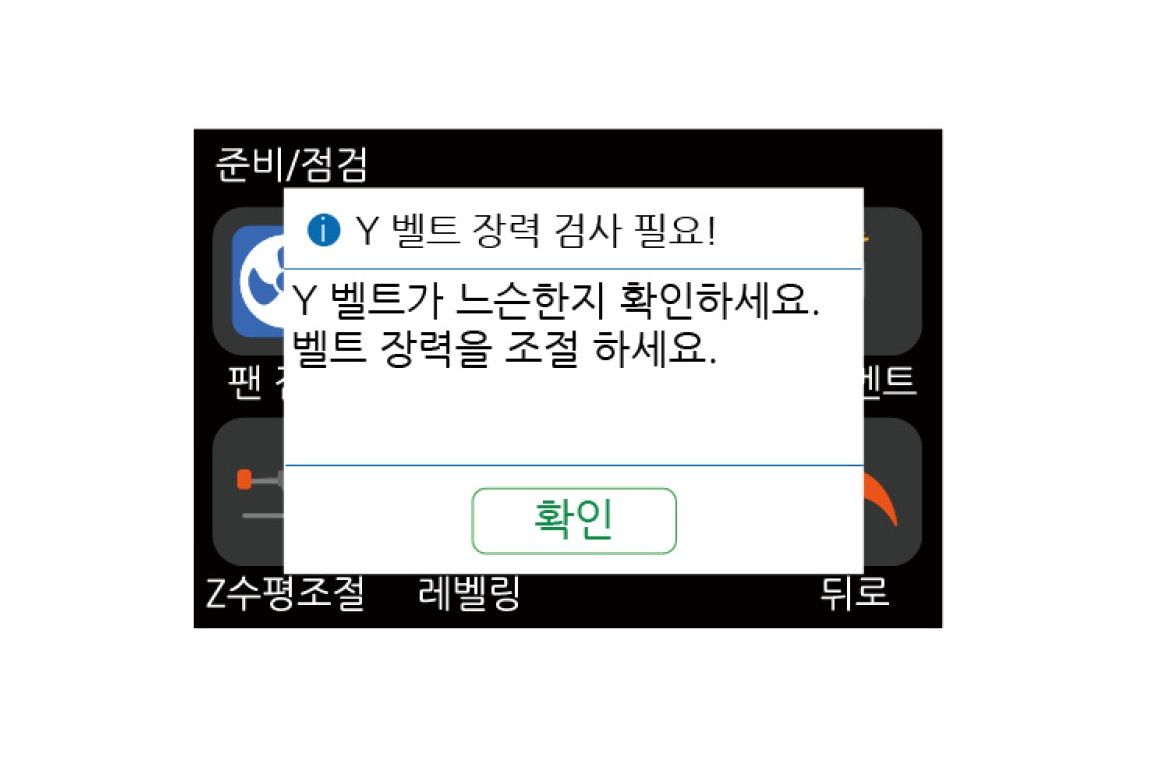 준비/점검
i Y 벨트 장력 검사 필요!
Y 벨트가 느슨한지 확인하세요.
벨트 장력을 조절 하세요.
팬
확인
Z수평조절 레벨링 뒤로